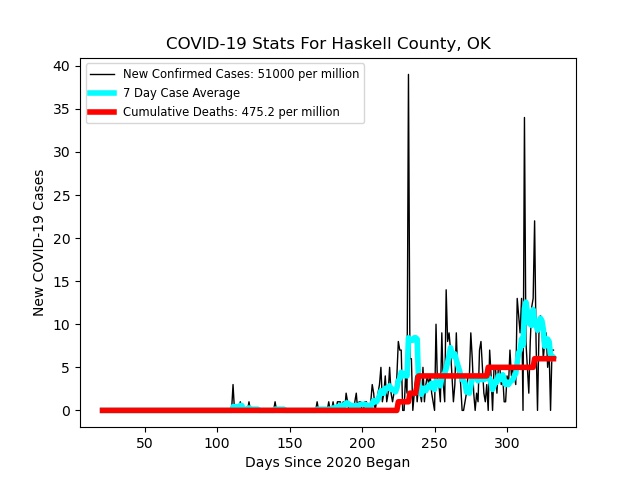 COVID-19 Stats For Haskell County, OK
New Confirmed Cases: 51000 per million
7 Day Case Average
Cumulative Deaths: 475.2 per million
New COVID-19 Cases
40
35
30
25
20
15
10
5
0
50 100 150 200 250 300
Days Since 2020 Began